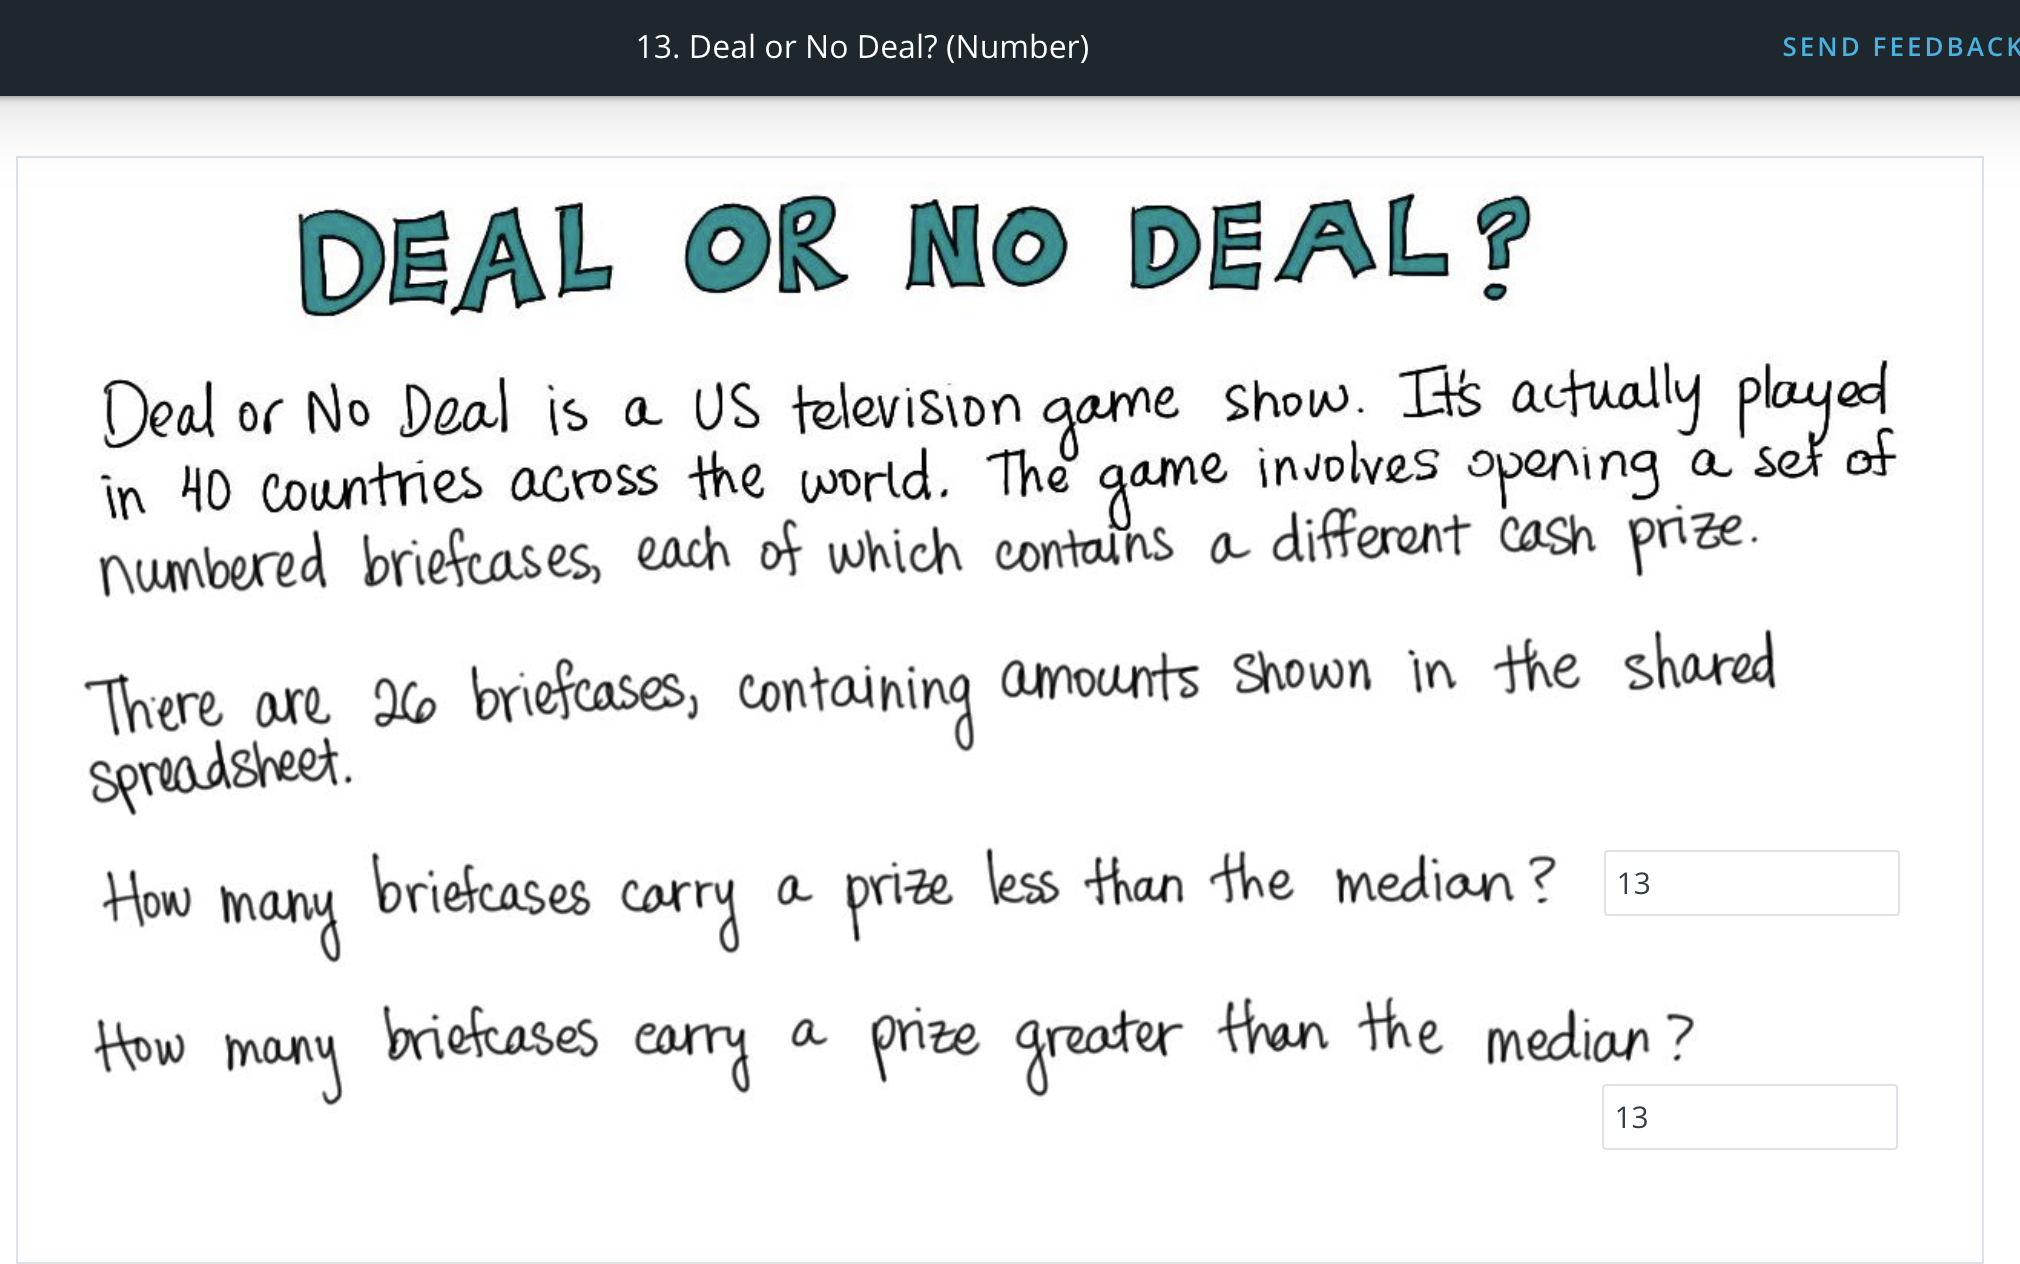 13. Deal or No Deal? (Number)
SEND FEEDBACK
DEAL OR NO DEAL?
Deal or No Deal is a US television game show. It's actually played
in 40 countries across the world. The game involves opening a set of
numbered briefcases, each of which contains a different cash prize.
There are 26 briefcases, containing amounts shown in the shared
spreadsheet.
How many briefcases carry a prize less than the median?
13
How many briefcases carry a prize greater than the median?
13